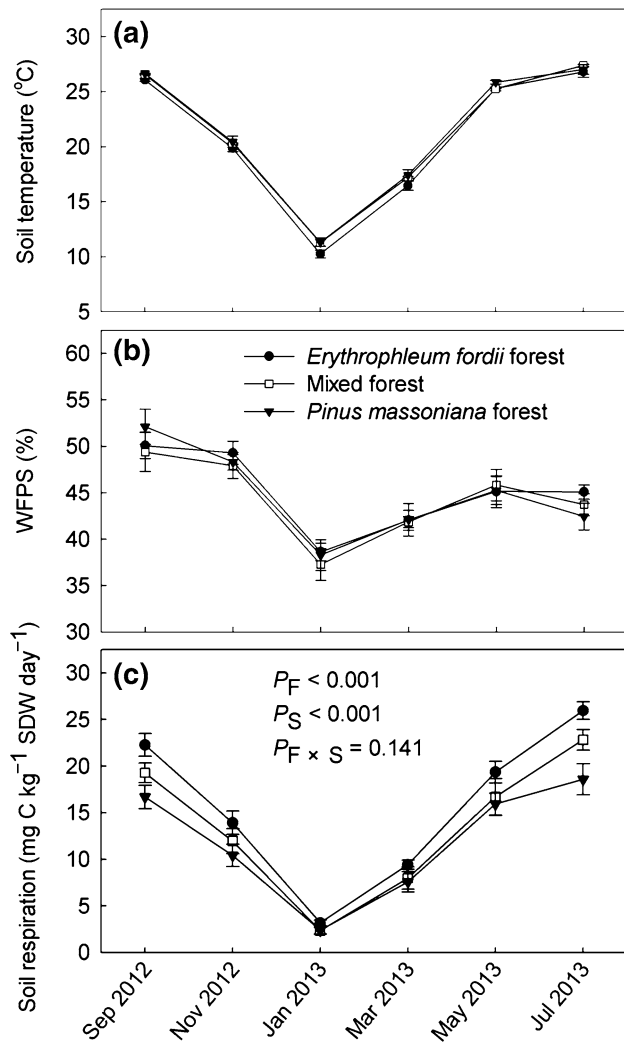 (a)
30
25
20
15
10
5
Soil temperature (°C)
(b)
Erythrophleum fordii forest
Mixed forest
Pinus massoniana forest
60
55
50
45
40
35
30
WFPS (%)
(c)
P_F < 0.001
P_S < 0.001
P_F × S = 0.141
30
25
20
15
10
5
0
Soil respiration (mg C kg⁻¹ SDW day⁻¹)
Sep 2012
Nov 2012
Jan 2013
Mar 2013
May 2013
Jul 2013